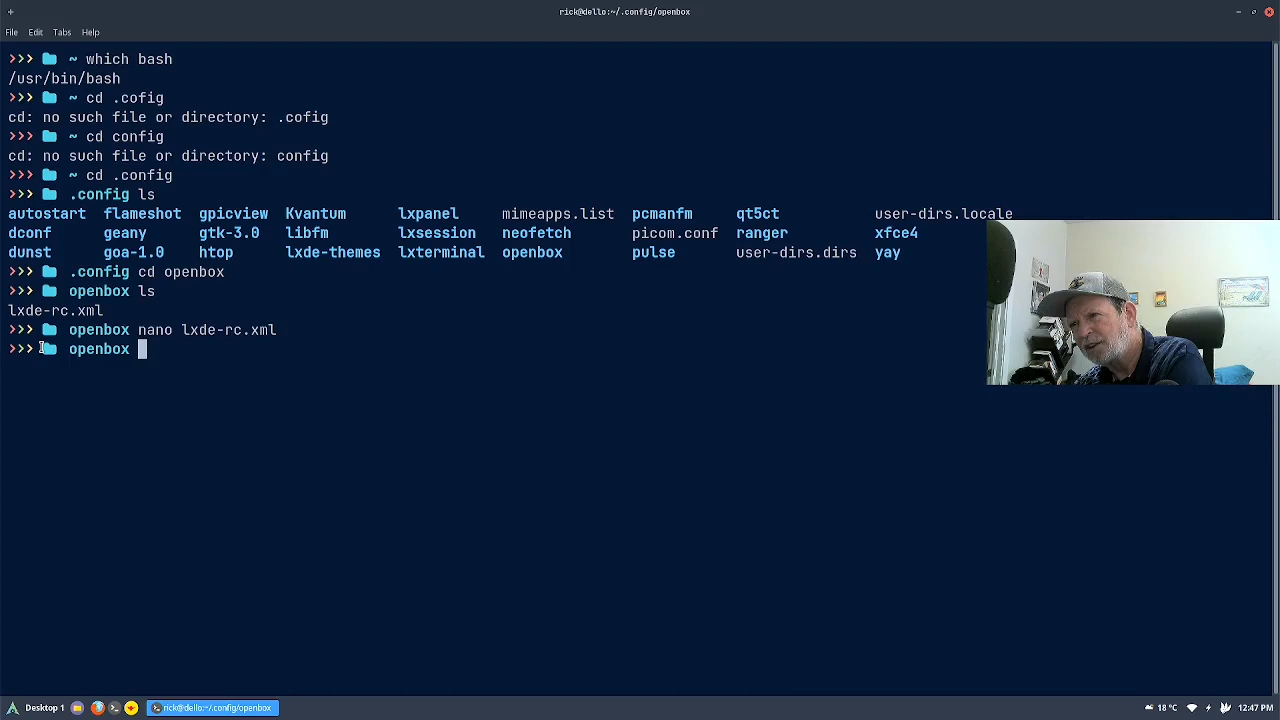 rick@dello:~/.config/openbox
File Edit Tabs Help
>>> ~ which bash
/usr/bin/bash
>>> ~ cd .cofig
cd: no such file or directory: .cofig
>>> ~ cd config
cd: no such file or directory: config
>>> ~ cd .config
>>> .config ls
autostart flameshot gpicview Kvantum lxpanel mimeapps.list pcmanfm qt5ct user-dirs.locale
dconf geany gtk-3.0 libfm lxsession neofetch picom.conf ranger xfce4
dunst goa-1.0 htop lxde-themes lxterminal openbox pulse user-dirs.dirs yay
>>> .config cd openbox
>>> openbox ls
lxde-rc.xml
>>> openbox nano lxde-rc.xml
>>> openbox
Desktop 1 rick@dello:~/.config/openbox 18°C 12:47 PM